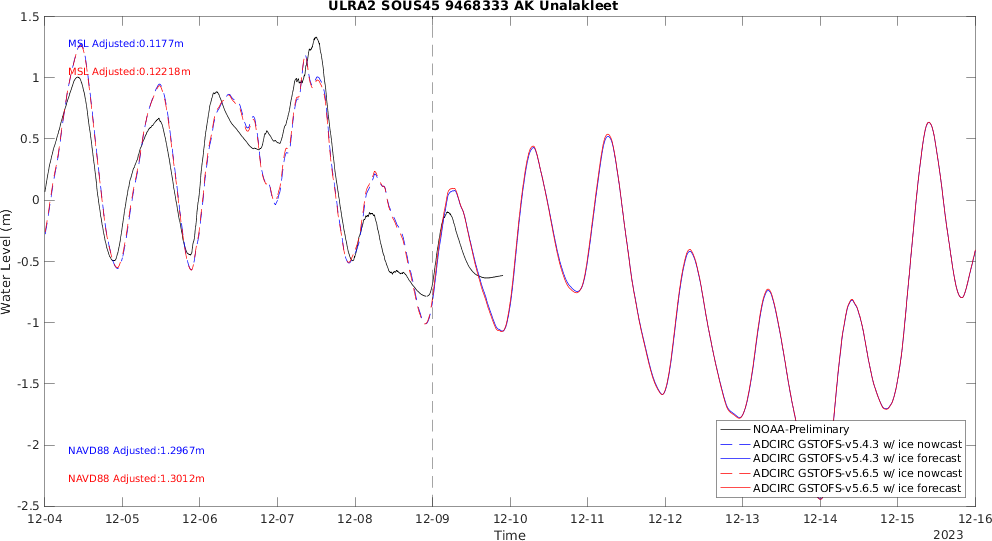 ULRA2 SOUS45 9468333 AK Unalakleet
MSL Adjusted:0.1177m
MSL Adjusted:0.12218m
NAVD88 Adjusted:1.2967m
NAVD88 Adjusted:1.3012m
Water Level (m)
1.5
1
0.5
0
-0.5
-1
-1.5
-2
-2.5
NOAA-Preliminary
ADCIRC GSTOFS-v5.4.3 w/ ice nowcast
ADCIRC GSTOFS-v5.4.3 w/ ice forecast
ADCIRC GSTOFS-v5.6.5 w/ ice nowcast
ADCIRC GSTOFS-v5.6.5 w/ ice forecast
12-04 12-05 12-06 12-07 12-08 12-09 12-10 12-11 12-12 12-13 12-14 12-15 12-16
Time
2023